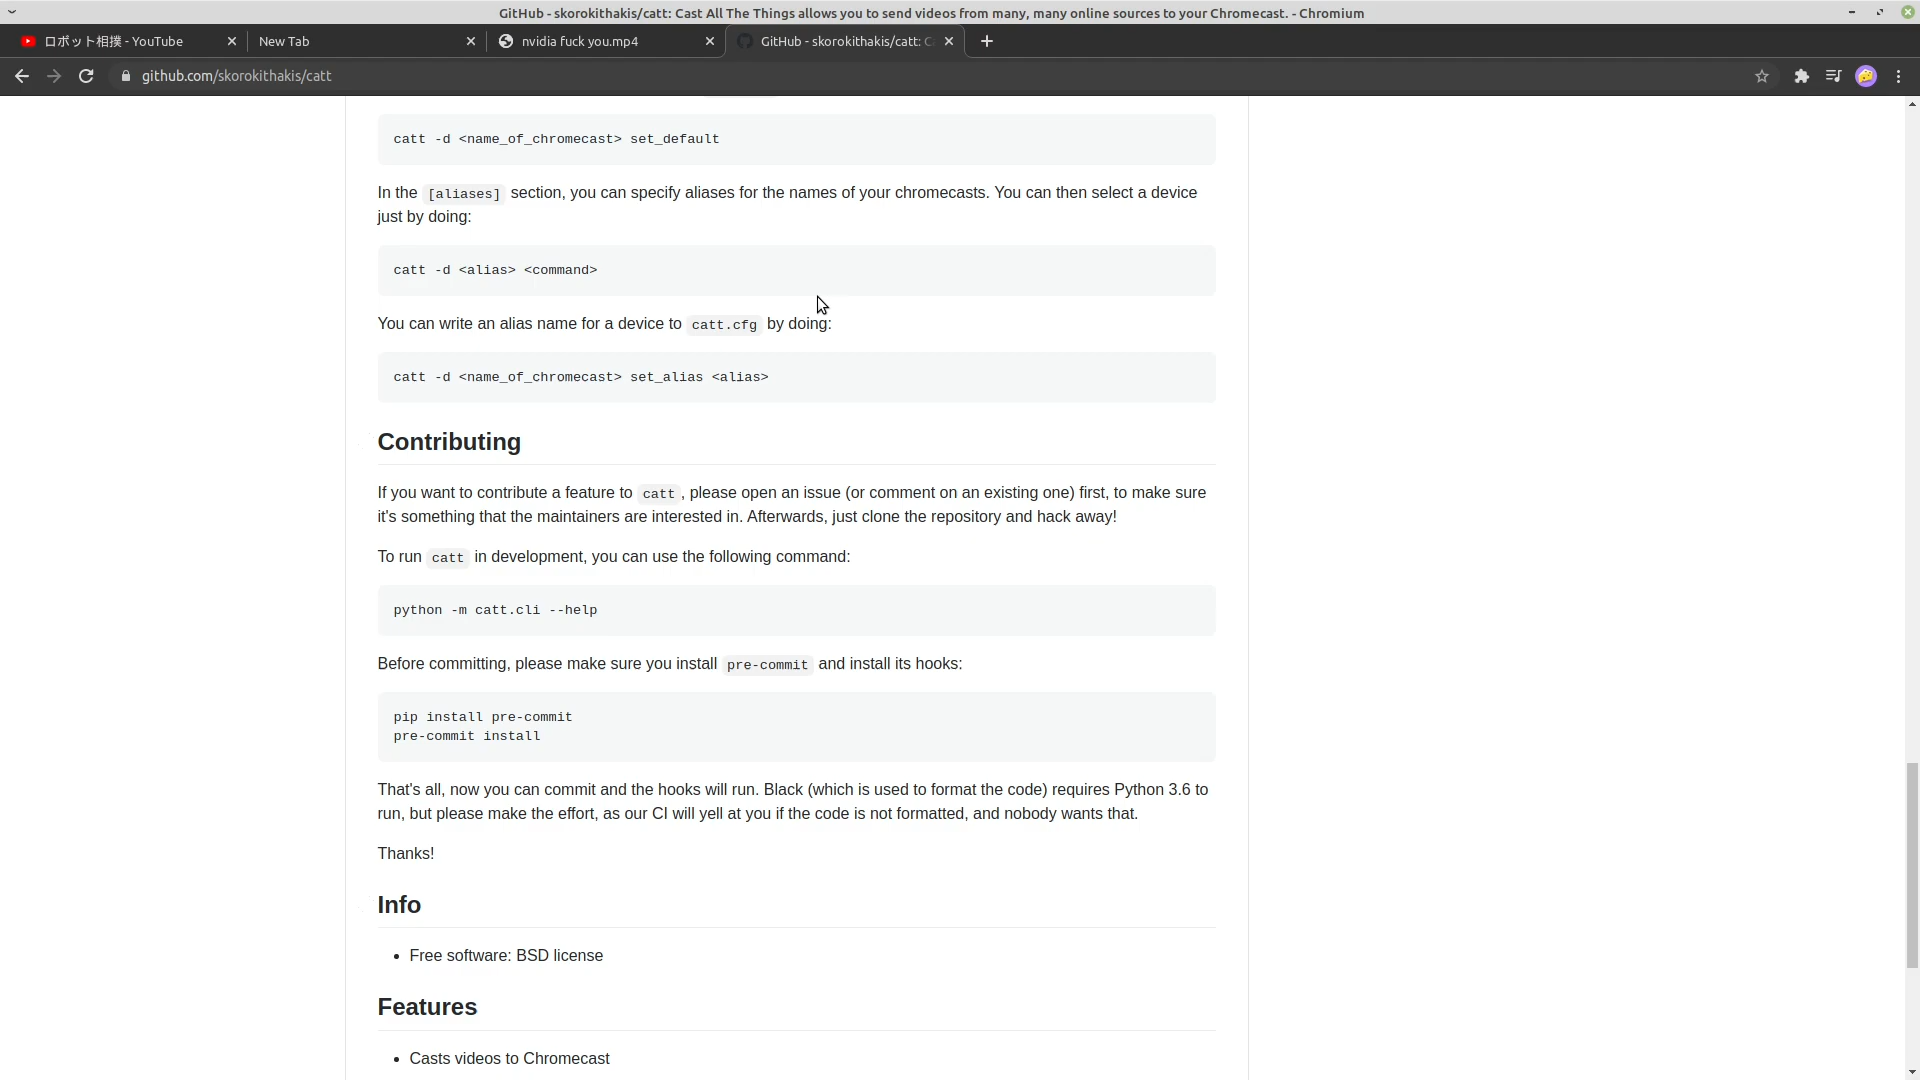 GitHub - skorokithakis/catt: Cast All The Things allows you to send videos from many, many online sources to your Chromecast. - Chromium
ロボット相撲 - YouTube
New Tab
nvidia fuck you.mp4
GitHub - skorokithakis/catt: C
github.com/skorokithakis/catt
catt -d <name_of_chromecast> set_default
In the [aliases] section, you can specify aliases for the names of your chromecasts. You can then select a device
just by doing:
catt -d <alias> <command>
You can write an alias name for a device to catt.cfg by doing:
catt -d <name_of_chromecast> set_alias <alias>
Contributing
If you want to contribute a feature to catt, please open an issue (or comment on an existing one) first, to make sure
it's something that the maintainers are interested in. Afterwards, just clone the repository and hack away!
To run catt in development, you can use the following command:
python -m catt.cli --help
Before committing, please make sure you install pre-commit and install its hooks:
pip install pre-commit
pre-commit install
That's all, now you can commit and the hooks will run. Black (which is used to format the code) requires Python 3.6 to
run, but please make the effort, as our CI will yell at you if the code is not formatted, and nobody wants that.
Thanks!
Info
• Free software: BSD license
Features
• Casts videos to Chromecast